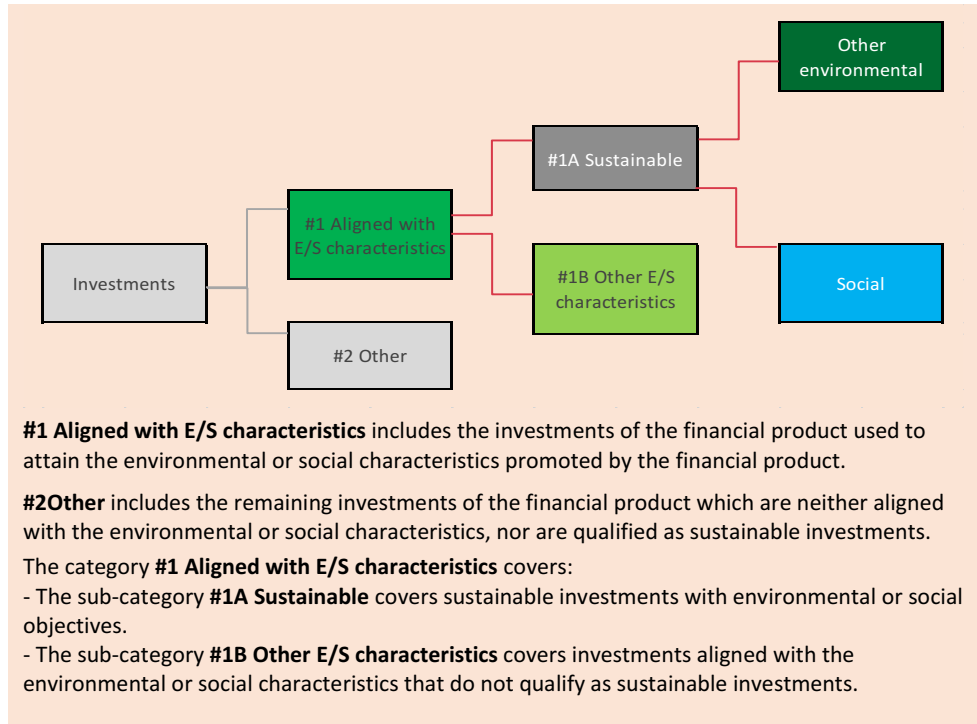 Other
environmental
#1A Sustainable
#1 Aligned with
E/S characteristics
#1B Other E/S
characteristics
Investments
Social
#2 Other
#1 Aligned with E/S characteristics includes the investments of the financial product used to
attain the environmental or social characteristics promoted by the financial product.
#2Other includes the remaining investments of the financial product which are neither aligned
with the environmental or social characteristics, nor are qualified as sustainable investments.
The category #1 Aligned with E/S characteristics covers:
- The sub-category #1A Sustainable covers sustainable investments with environmental or social
objectives.
- The sub-category #1B Other E/S characteristics covers investments aligned with the
environmental or social characteristics that do not qualify as sustainable investments.